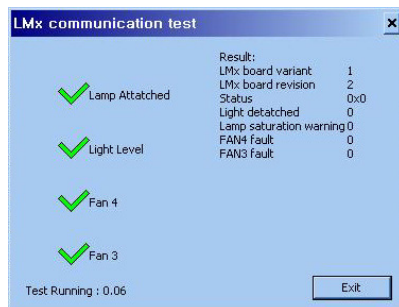 LMx communication test
Lamp Attatched
Light Level
Fan 4
Fan 3
Test Running : 0.06
Result:
LMx board variant 1
LMx board revision 2
Status 0x0
Light detatched 0
Lamp saturation warning 0
FAN4 fault 0
FAN3 fault 0
Exit